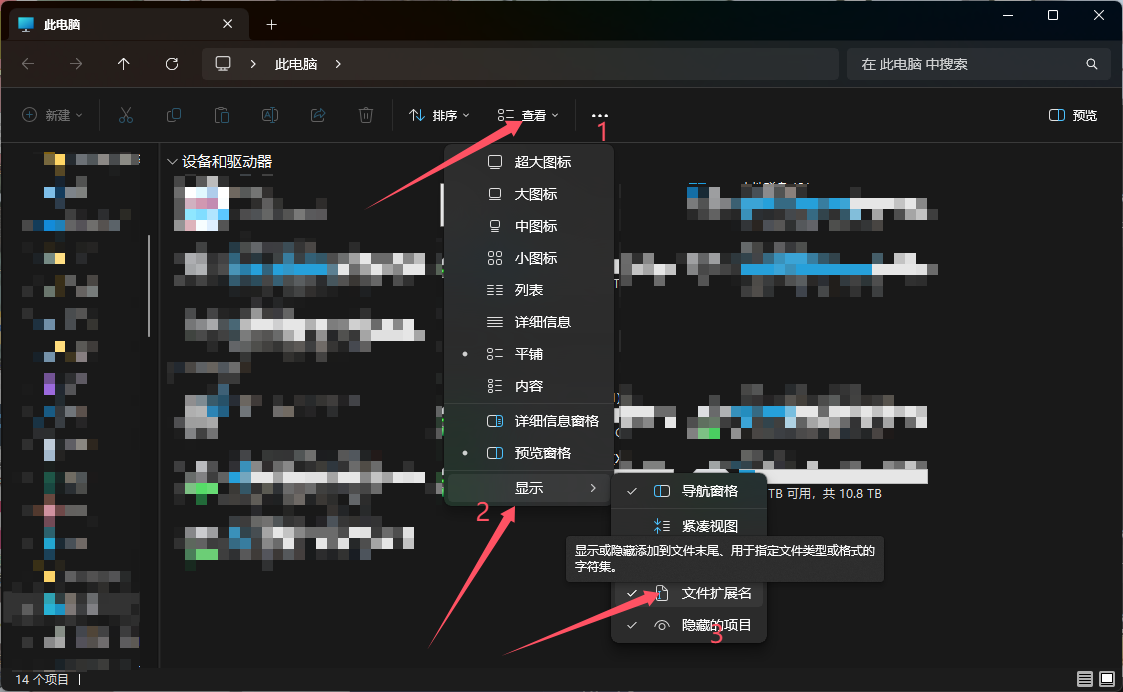 此电脑
此电脑
在 此电脑 中搜索
新建
排序
查看
预览
1
设备和驱动器
超大图标
大图标
中图标
小图标
列表
详细信息
平铺
内容
详细信息窗格
预览窗格
显示
2
导航窗格
TB 可用，共 10.8 TB
紧凑视图
显示或隐藏添加到文件末尾、用于指定文件类型或格式的
字符集。
文件扩展名
隐藏的项目
3
14 个项目